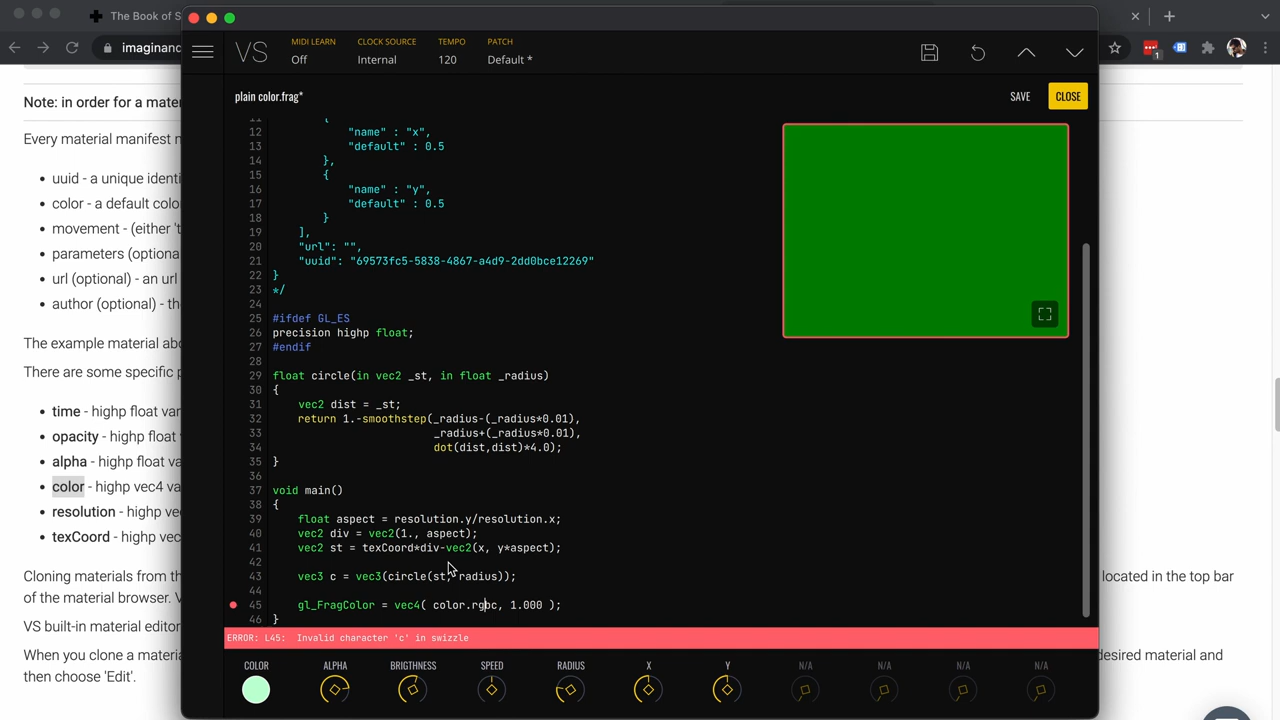 The Book of S
imaginand
VS
MIDI LEARN
Off
CLOCK SOURCE
Internal
TEMPO
120
PATCH
Default *
plain color.frag*
SAVE
CLOSE
12 "name" : "x",
13 "default" : 0.5
14 },
15 {
16 "name" : "y",
17 "default" : 0.5
18 }
19 ],
20 "url": "",
21 "uuid": "69573fc5-5838-4867-a4d9-2dd0bce12269"
22 }
23 */
24
25 #ifdef GL_ES
26 precision highp float;
27 #endif
28
29 float circle(in vec2 _st, in float _radius)
30 {
31 vec2 dist = _st;
32 return 1.-smoothstep(_radius-(_radius*0.01),
33 _radius+(_radius*0.01),
34 dot(dist,dist)*4.0);
35 }
36
37 void main()
38 {
39 float aspect = resolution.y/resolution.x;
40 vec2 div = vec2(1., aspect);
41 vec2 st = texCoord*div-vec2(x, y*aspect);
42
43 vec3 c = vec3(circle(st, radius));
44
45 gl_FragColor = vec4( color.rgbc, 1.000 );
46 }
ERROR: L45: Invalid character 'c' in swizzle
COLOR
ALPHA
BRIGTHNESS
SPEED
RADIUS
X
Y
N/A
N/A
N/A
N/A
Note: in order for a mater
Every material manifest m
uuid - a unique identi
color - a default colo
movement - (either 't
parameters (optiona
url (optional) - an url
author (optional) - th
The example material abo
There are some specific p
time - highp float var
opacity - highp float
alpha - highp float va
color - highp vec4 va
resolution - highp ve
texCoord - highp vec
Cloning materials from th
located in the top bar
of the material browser. V
VS built-in material editor
When you clone a materia
desired material and
then choose 'Edit'.
1